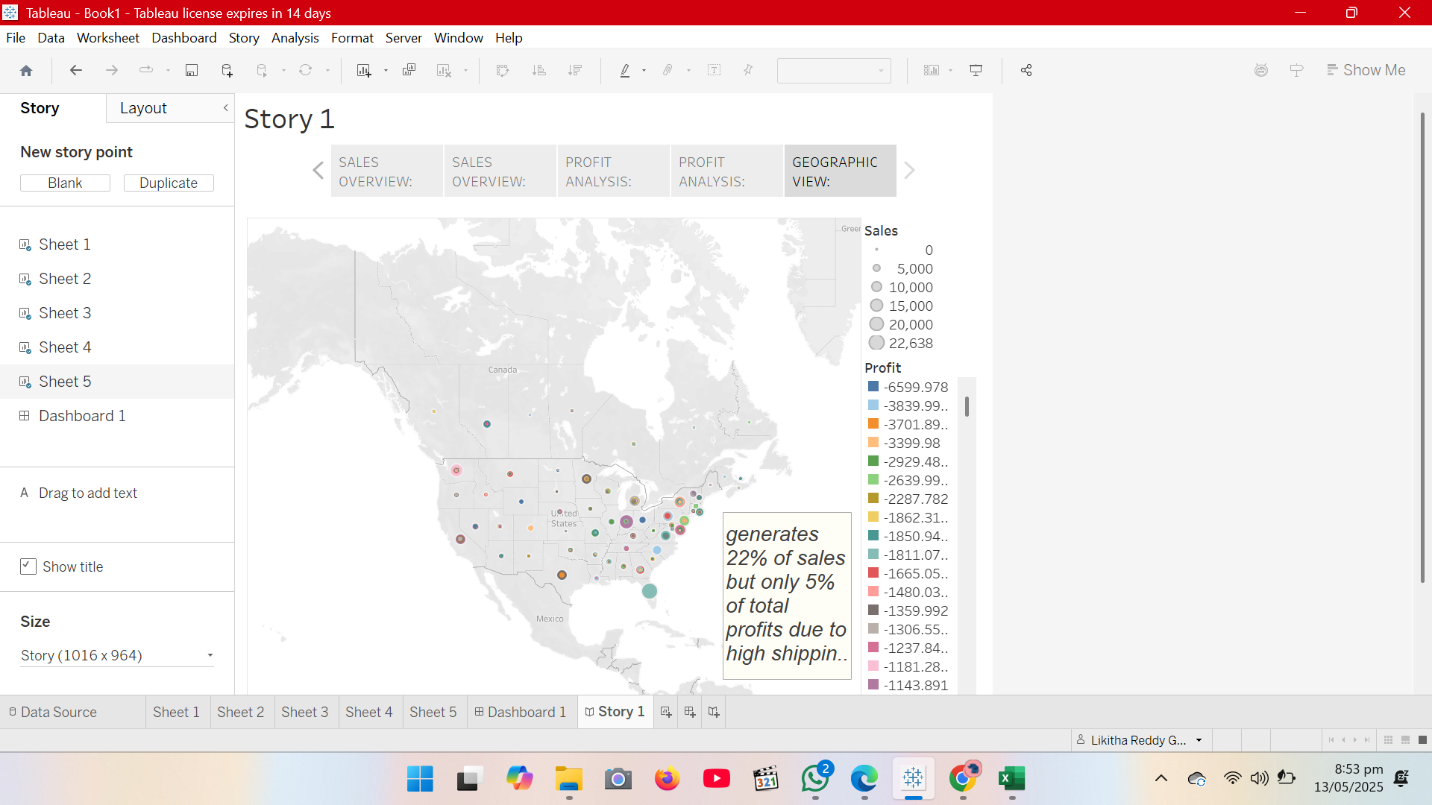 Tableau - Book1 - Tableau license expires in 14 days
File Data Worksheet Dashboard Story Analysis Format Server Window Help
Show Me
Story Layout
New story point
Blank Duplicate
Sheet 1
Sheet 2
Sheet 3
Sheet 4
Sheet 5
Dashboard 1
A Drag to add text
Show title
Size
Story (1016 x 964)
Story 1
SALES
OVERVIEW:
SALES
OVERVIEW:
PROFIT
ANALYSIS:
PROFIT
ANALYSIS:
GEOGRAPHIC
VIEW:
Canada
United
States
Mexico
generates
22% of sales
but only 5%
of total
profits due to
high shippin..
Sales
0
5,000
10,000
15,000
20,000
22,638
Profit
-6599.978
-3839.99..
-3701.89..
-3399.98
-2929.48..
-2639.99..
-2287.782
-1862.31..
-1850.94..
-1811.07..
-1665.05..
-1480.03..
-1359.992
-1306.55..
-1237.84..
-1181.28..
-1143.891
Data Source Sheet 1 Sheet 2 Sheet 3 Sheet 4 Sheet 5 Dashboard 1 Story 1
Likitha Reddy G...
321
2
8:53 pm
13/05/2025